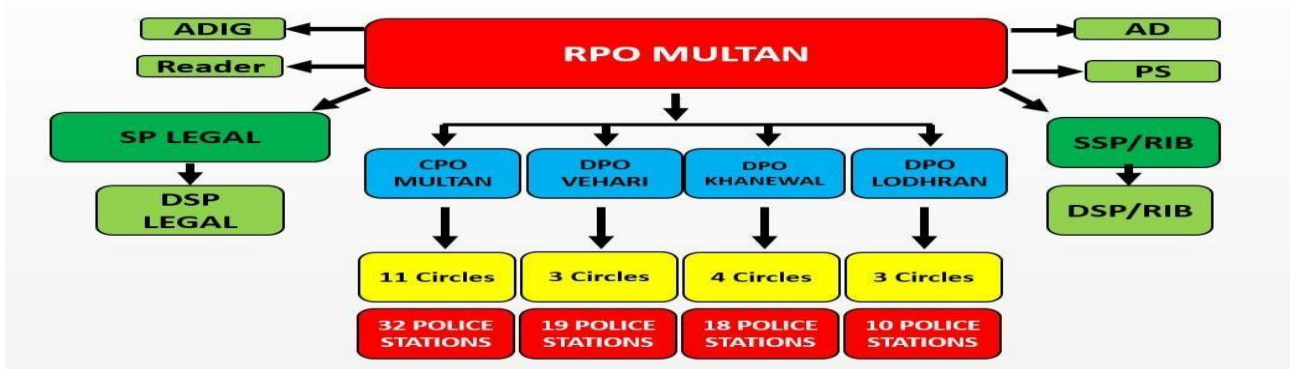 ADIG
RPO MULTAN
AD
Reader
PS
SP LEGAL
SSP/RIB
CPO
MULTAN
DPO
VEHARI
DPO
KHANEWAL
DPO
LODHRAN
DSP
LEGAL
DSP/RIB
11 Circles
3 Circles
4 Circles
3 Circles
32 POLICE
STATIONS
19 POLICE
STATIONS
18 POLICE
STATIONS
10 POLICE
STATIONS